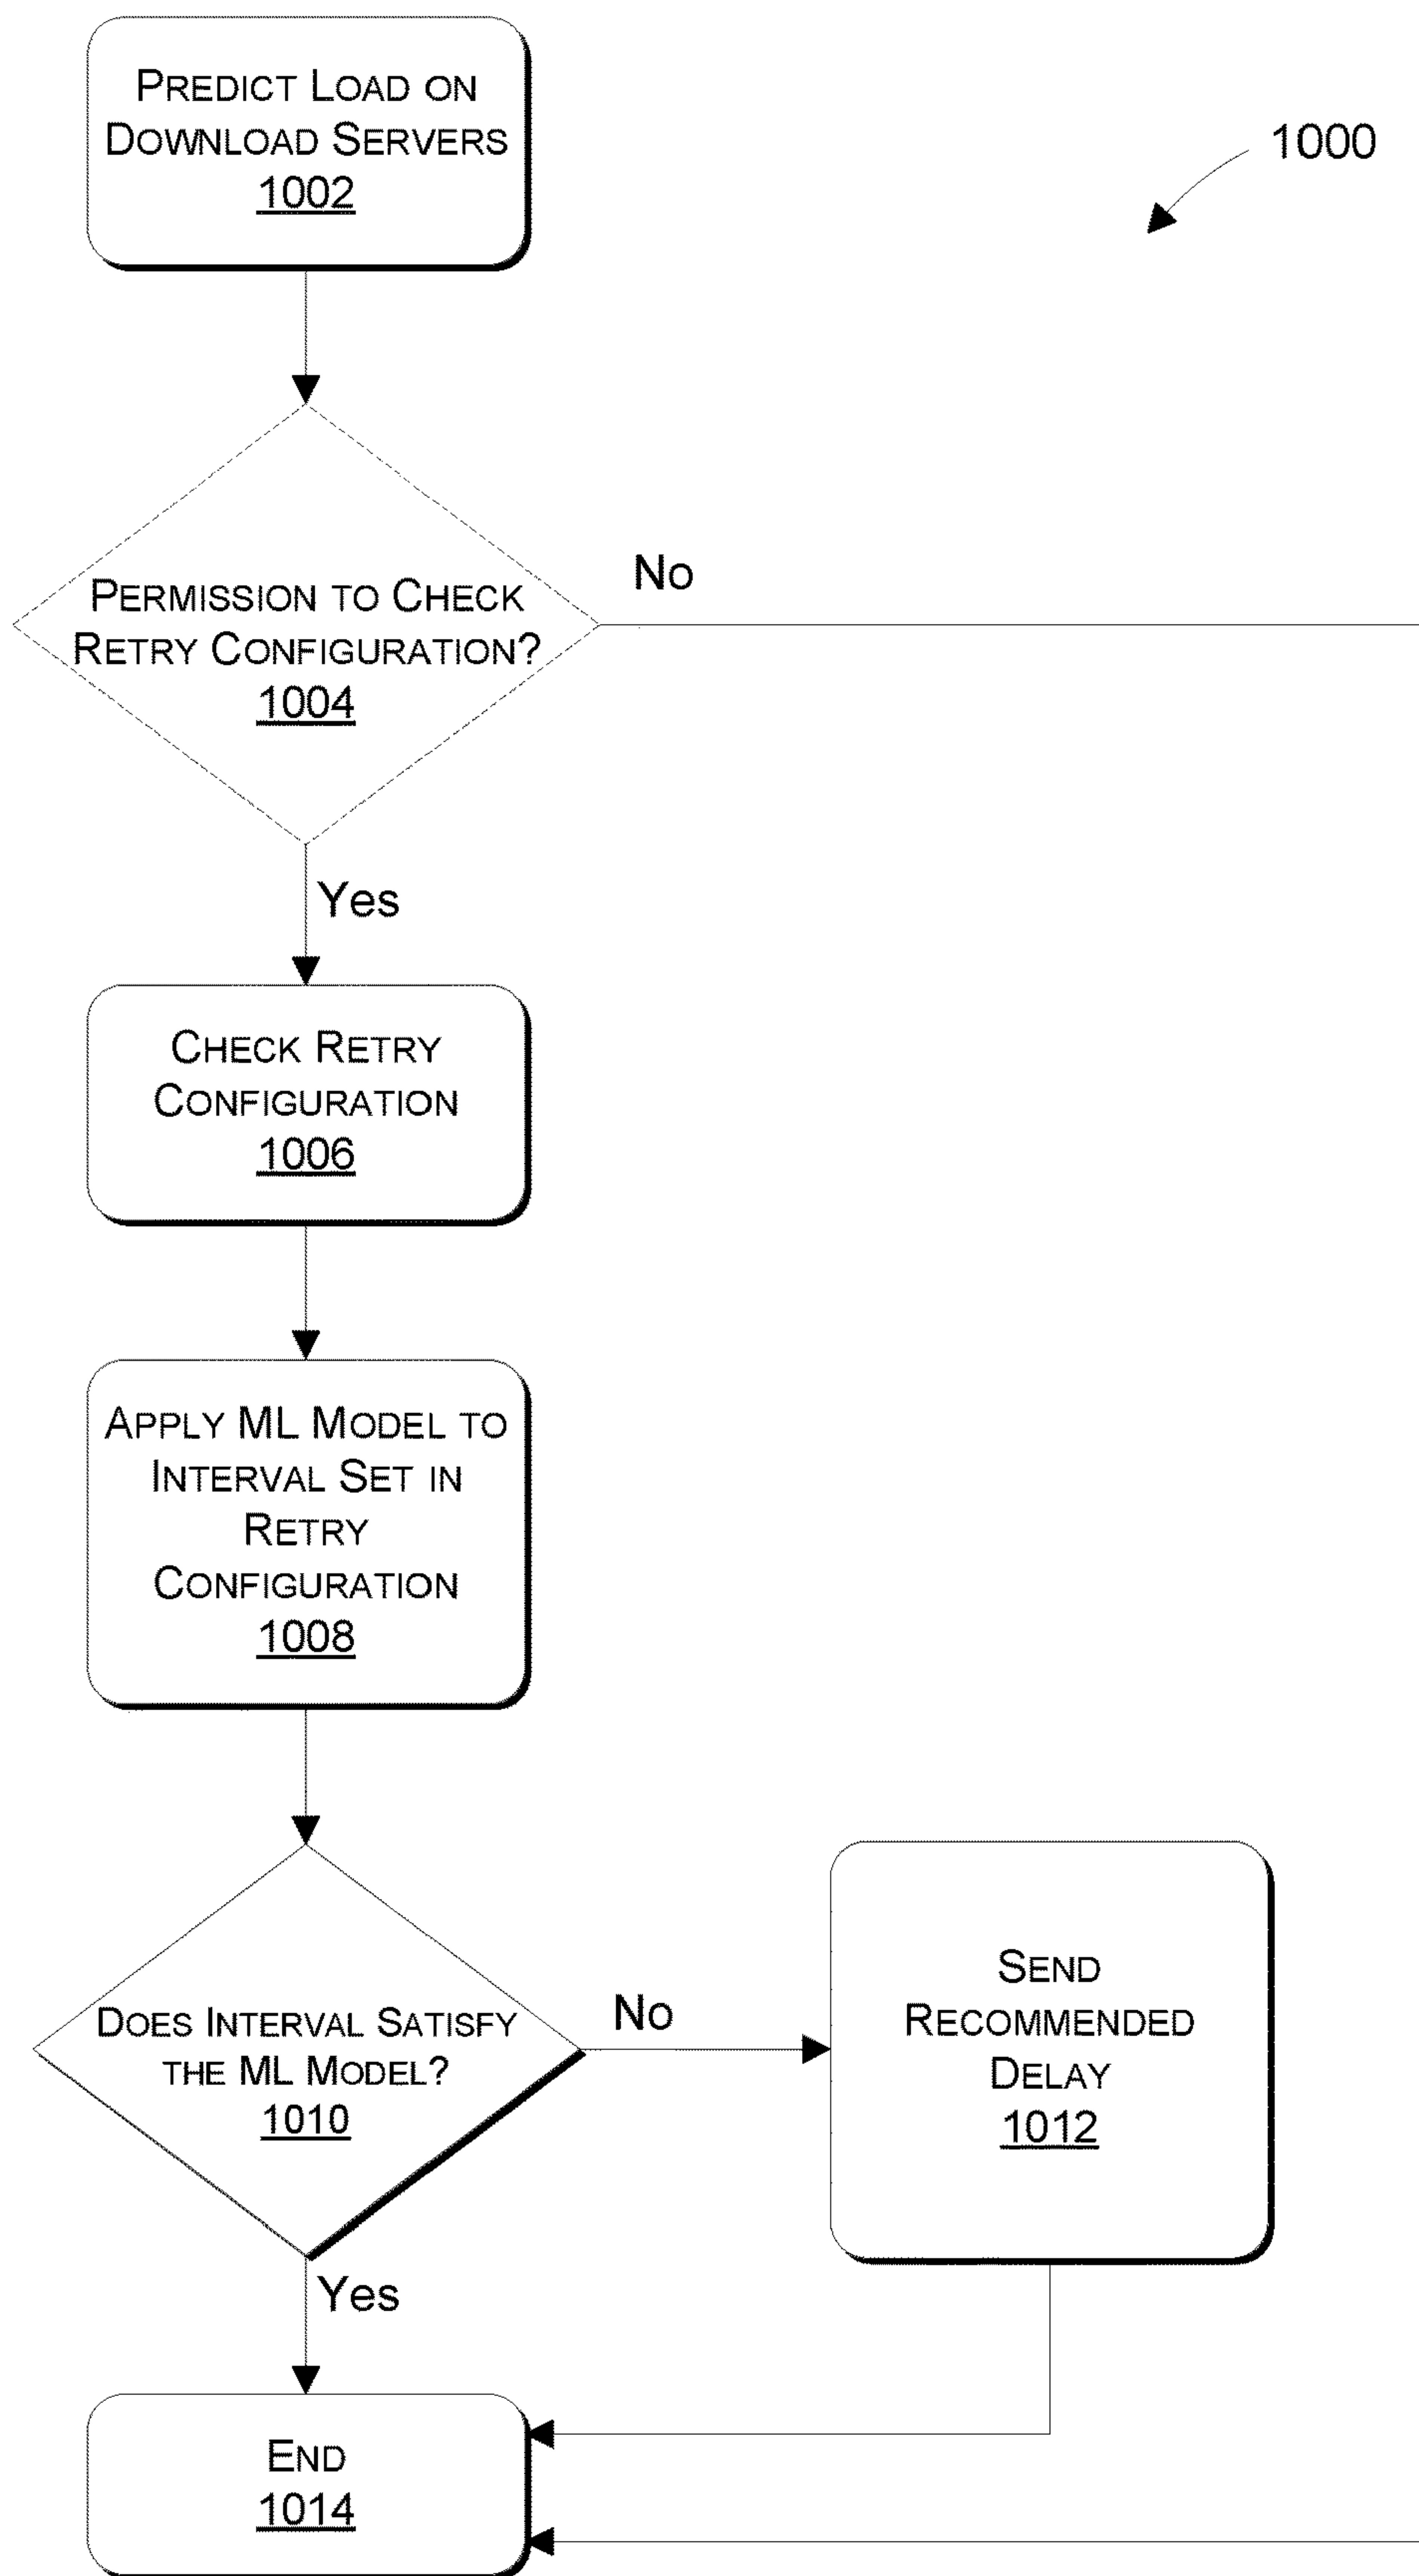 PREDICT LOAD ON
DOWNLOAD SERVERS
1002
1000
PERMISSION TO CHECK
RETRY CONFIGURATION?
1004
No
Yes
CHECK RETRY
CONFIGURATION
1006
APPLY ML MODEL TO
INTERVAL SET IN
RETRY
CONFIGURATION
1008
DOES INTERVAL SATISFY
THE ML MODEL?
1010
No
SEND
RECOMMENDED
DELAY
1012
Yes
END
1014